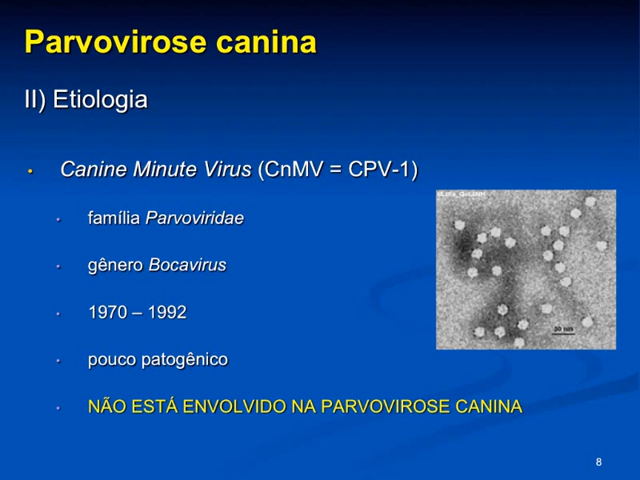 Parvovirose canina
II) Etiologia
• Canine Minute Virus (CnMV = CPV-1)
• família Parvoviridae
• gênero Bocavirus
• 1970 – 1992
• pouco patogênico
• NÃO ESTÁ ENVOLVIDO NA PARVOVIROSE CANINA
50 nm
8